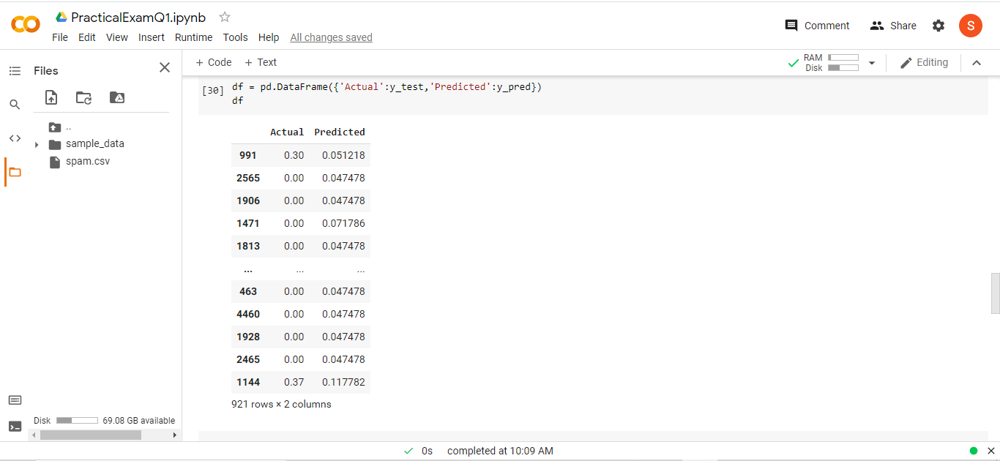 PracticalExamQ1.ipynb
File Edit View Insert Runtime Tools Help All changes saved
Comment Share S
Files
+ Code + Text
RAM
Disk
Editing
..
sample_data
spam.csv
[30] df = pd.DataFrame({'Actual':y_test,'Predicted':y_pred})
df
Actual Predicted
991 0.30 0.051218
2565 0.00 0.047478
1906 0.00 0.047478
1471 0.00 0.071786
1813 0.00 0.047478
... ... ...
463 0.00 0.047478
4460 0.00 0.047478
1928 0.00 0.047478
2465 0.00 0.047478
1144 0.37 0.117782
921 rows × 2 columns
Disk 69.08 GB available
0s completed at 10:09 AM